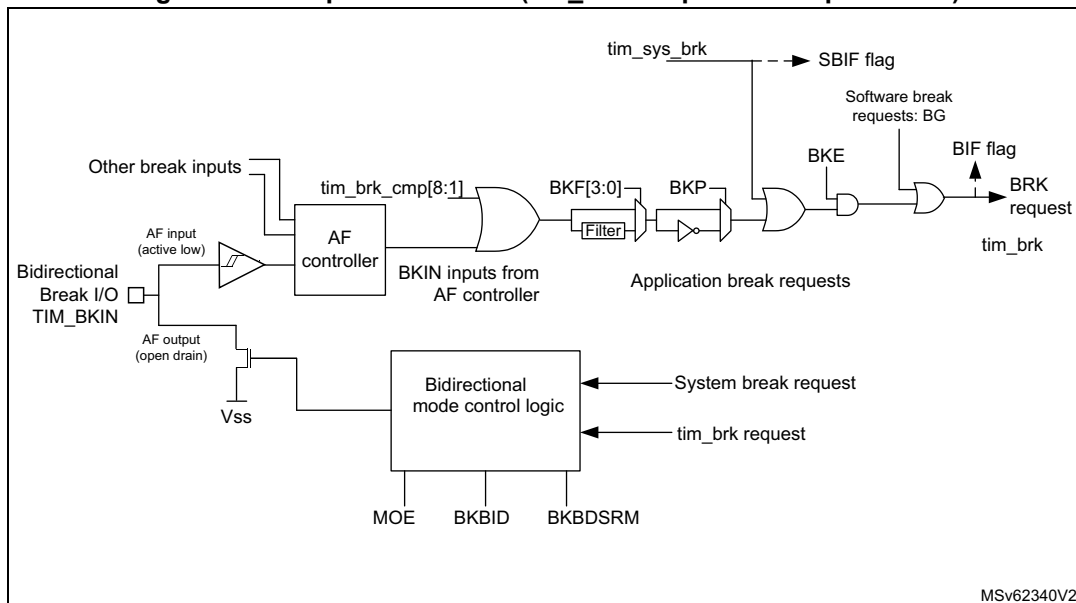 tim_sys_brk
SBIF flag
Software break
requests: BG
BIF flag
BKE
BRK
request
tim_brk
Other break inputs
tim_brk_cmp[8:1]
BKF[3:0]
BKP
Filter
AF
controller
BKIN inputs from
AF controller
Application break requests
AF input
(active low)
Bidirectional
Break I/O
TIM_BKIN
AF output
(open drain)
Vss
Bidirectional
mode control logic
System break request
tim_brk request
MOE
BKBID
BKBDSRM
MSv62340V2